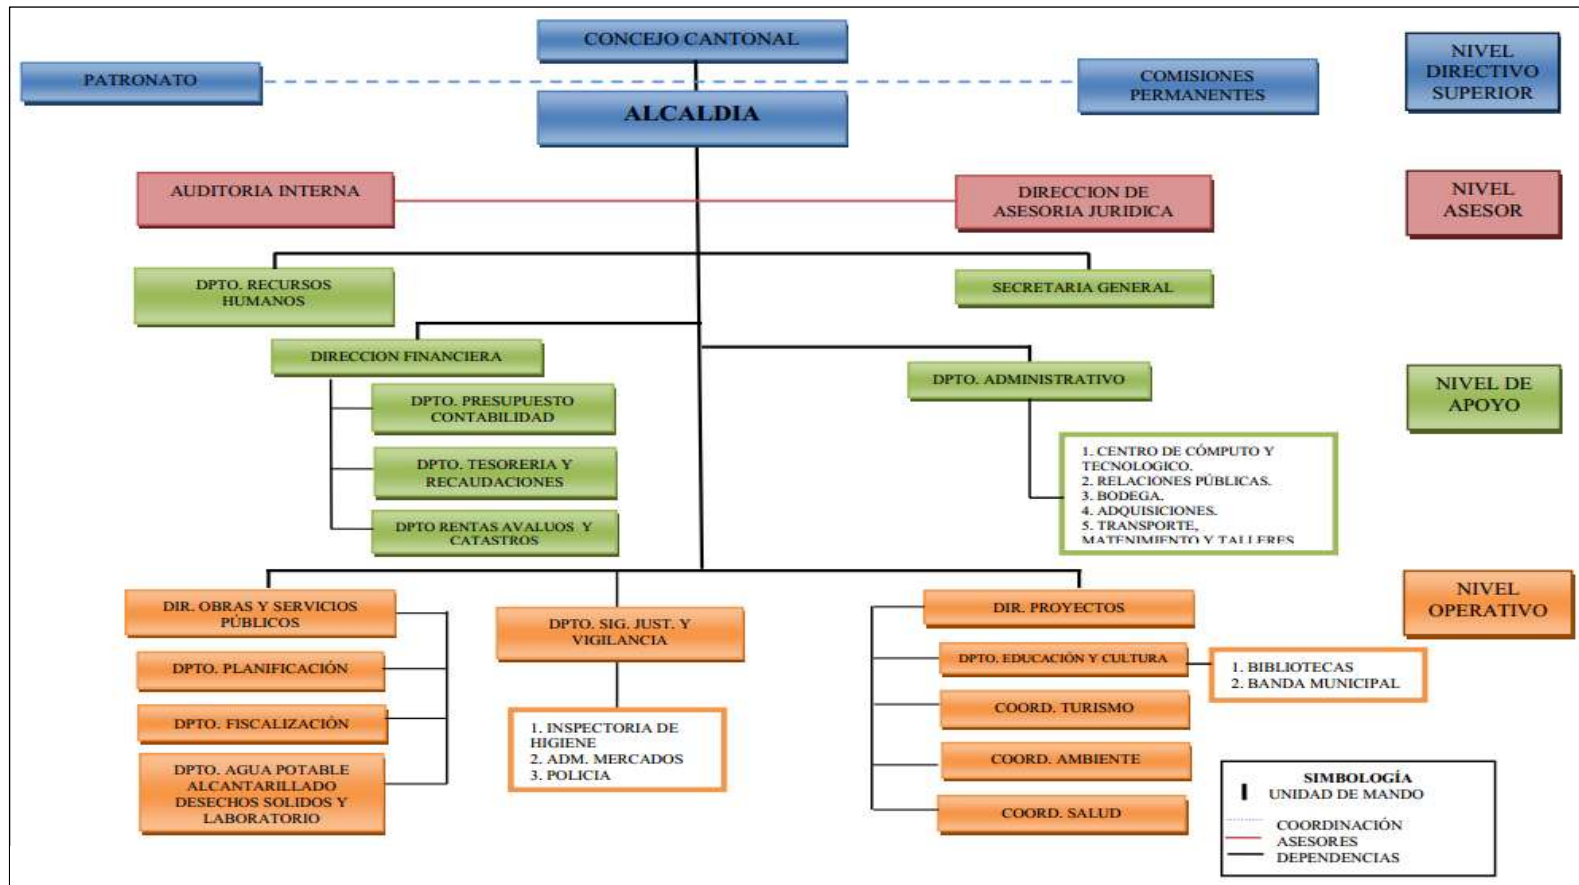 CONCEJO CANTONAL
PATRONATO
COMISIONES
PERMANENTES
NIVEL
DIRECTIVO
SUPERIOR
ALCALDIA
AUDITORIA INTERNA
DIRECCION DE
ASESORIA JURIDICA
NIVEL
ASESOR
DPTO. RECURSOS
HUMANOS
SECRETARIA GENERAL
DIRECCION FINANCIERA
DPTO. PRESUPUESTO
CONTABILIDAD
DPTO. TESORERIA Y
RECAUDACIONES
DPTO RENTAS AVALUOS Y
CATASTROS
DPTO. ADMINISTRATIVO
1. CENTRO DE CÓMPUTO Y
TECNOLOGICO.
2. RELACIONES PÚBLICAS.
3. BODEGA.
4. ADQUISICIONES.
5. TRANSPORTE,
MATENIMIENTO Y TALLERES
NIVEL DE
APOYO
DIR. OBRAS Y SERVICIOS
PÚBLICOS
DPTO. PLANIFICACIÓN
DPTO. FISCALIZACIÓN
DPTO. AGUA POTABLE
ALCANTARILLADO
DESECHOS SOLIDOS Y
LABORATORIO
DPTO. SIG. JUST. Y
VIGILANCIA
1. INSPECTORIA DE
HIGIENE
2. ADM. MERCADOS
3. POLICIA
DIR. PROYECTOS
DPTO. EDUCACIÓN Y CULTURA
1. BIBLIOTECAS
2. BANDA MUNICIPAL
COORD. TURISMO
COORD. AMBIENTE
COORD. SALUD
NIVEL
OPERATIVO
SIMBOLOGÍA
UNIDAD DE MANDO
COORDINACIÓN
ASESORES
DEPENDENCIAS